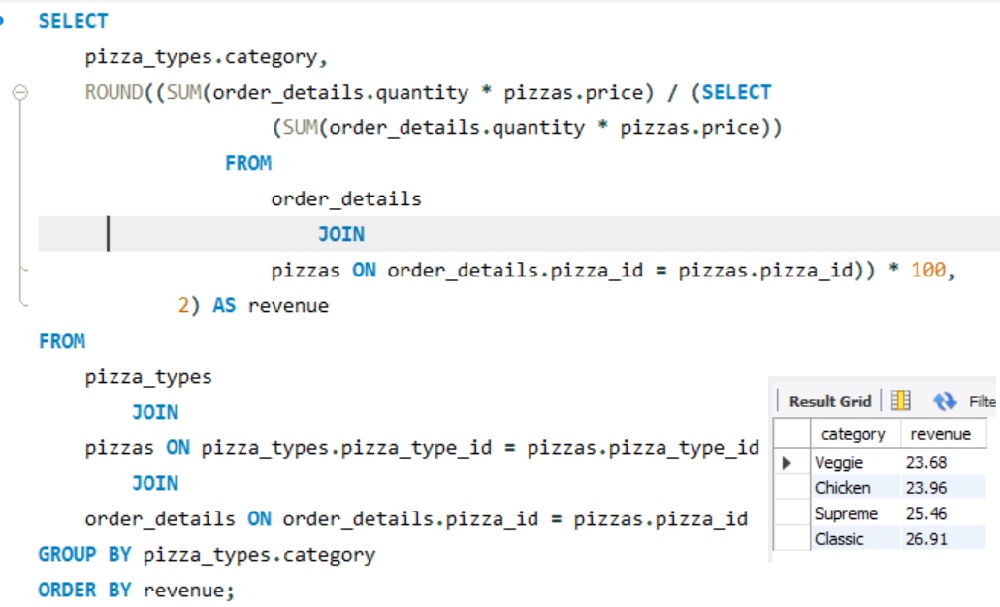 SELECT
pizza_types.category,
ROUND((SUM(order_details.quantity * pizzas.price) / (SELECT
(SUM(order_details.quantity * pizzas.price))
FROM
order_details
JOIN
pizzas ON order_details.pizza_id = pizzas.pizza_id)) * 100,
2) AS revenue
FROM
pizza_types
JOIN
pizzas ON pizza_types.pizza_type_id = pizzas.pizza_type_id
JOIN
order_details ON order_details.pizza_id = pizzas.pizza_id
GROUP BY pizza_types.category
ORDER BY revenue;
Result Grid Filte
category revenue
Veggie 23.68
Chicken 23.96
Supreme 25.46
Classic 26.91